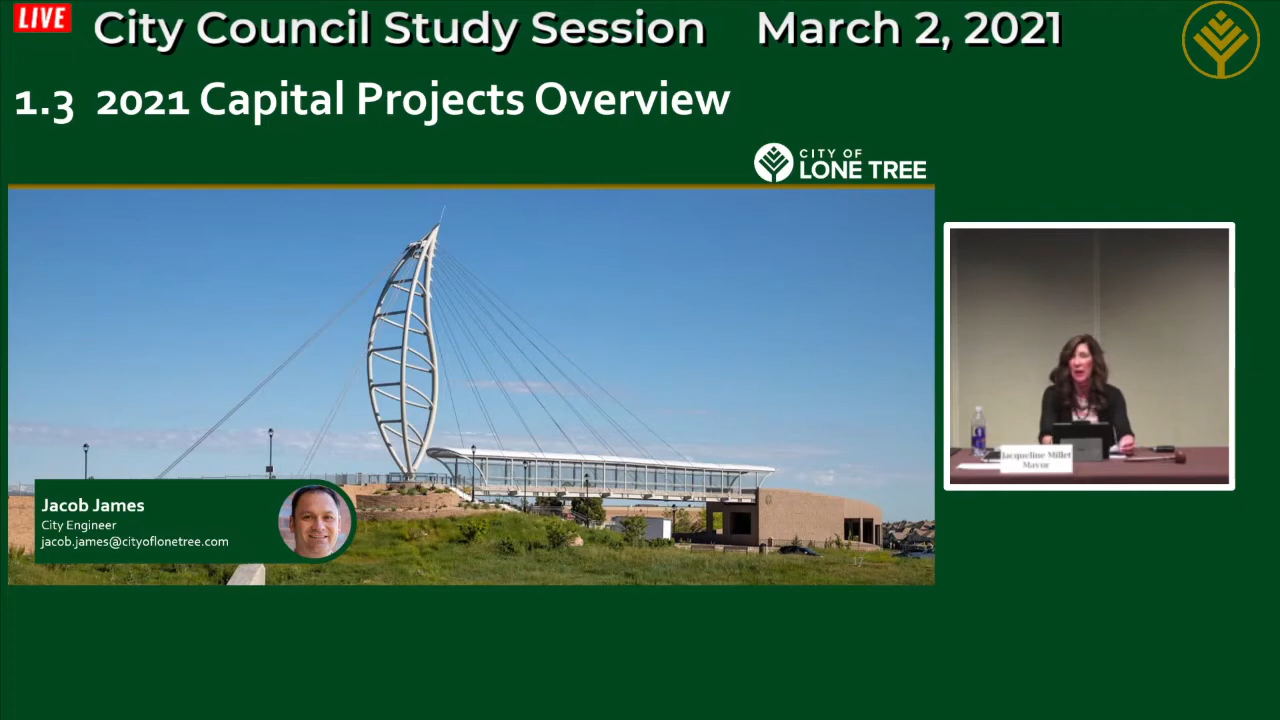 LIVE
City Council Study Session March 2, 2021
1.3 2021 Capital Projects Overview
CITY OF
LONE TREE
Jacob James
City Engineer
jacob.james@cityoflonetree.com
Jacqueline Millet
Mayor